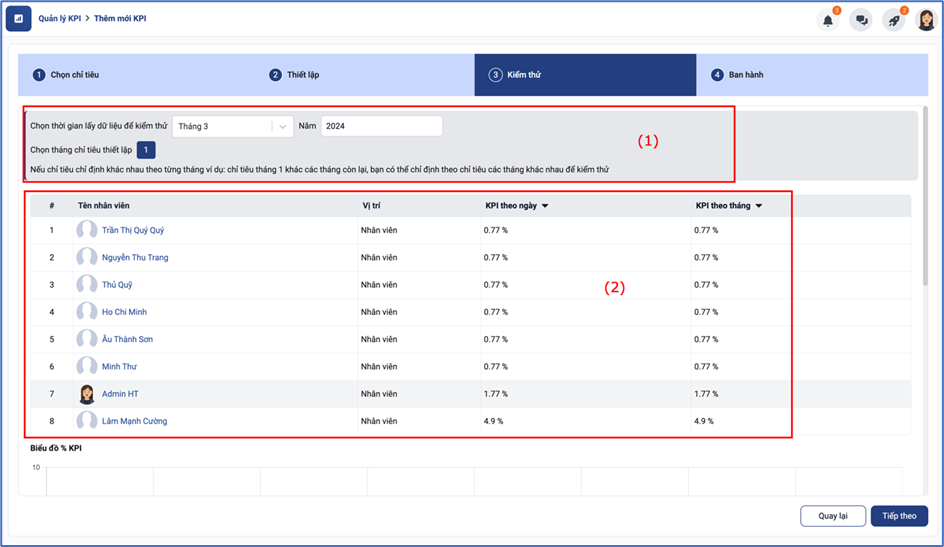 Quản lý KPI > Thêm mới KPI
3
2
1 Chọn chỉ tiêu
2 Thiết lập
3 Kiểm thử
4 Ban hành
Chọn thời gian lấy dữ liệu để kiểm thử Tháng 3 Năm 2024
(1)
Chọn tháng chỉ tiêu thiết lập 1
Nếu chỉ tiêu chỉ định khác nhau theo từng tháng ví dụ: chỉ tiêu tháng 1 khác các tháng còn lại, bạn có thể chỉ định theo chỉ tiêu các tháng khác nhau để kiểm thử
# Tên nhân viên Vị trí KPI theo ngày KPI theo tháng
1 Trần Thị Quý Quý Nhân viên 0.77 % 0.77 %
2 Nguyễn Thu Trang Nhân viên 0.77 % 0.77 %
3 Thủ Quỹ Nhân viên 0.77 % 0.77 %
(2)
4 Ho Chi Minh Nhân viên 0.77 % 0.77 %
5 Âu Thành Sơn Nhân viên 0.77 % 0.77 %
6 Minh Thư Nhân viên 0.77 % 0.77 %
7 Admin HT Nhân viên 1.77 % 1.77 %
8 Lâm Mạnh Cường Nhân viên 4.9 % 4.9 %
Biểu đồ % KPI
10
Quay lại
Tiếp theo